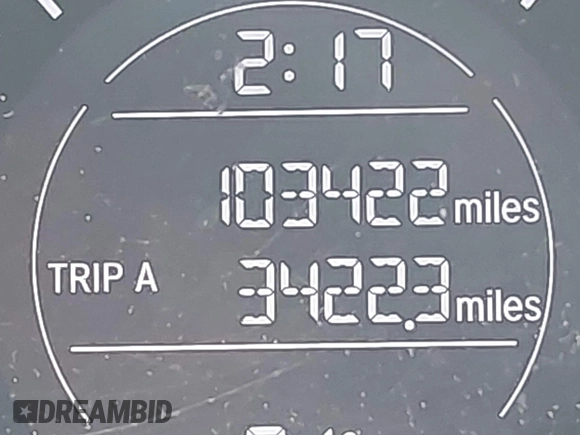 2:17
103422 miles
TRIP A 3422.3 miles
DREAMBID